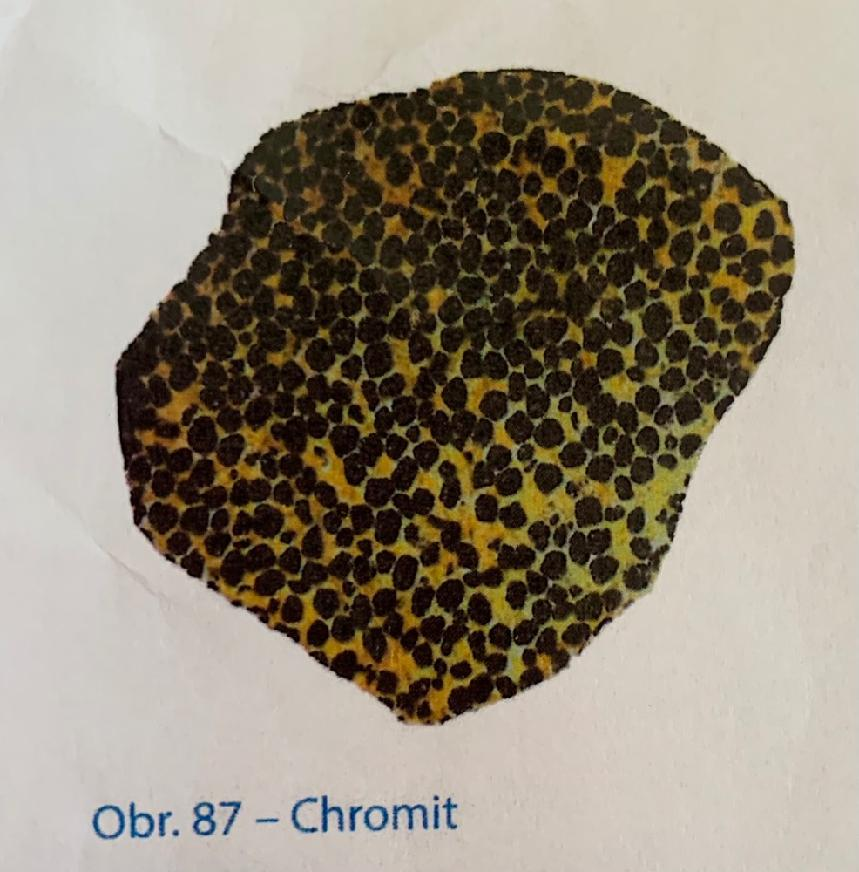 Obr. 87 – Chromit